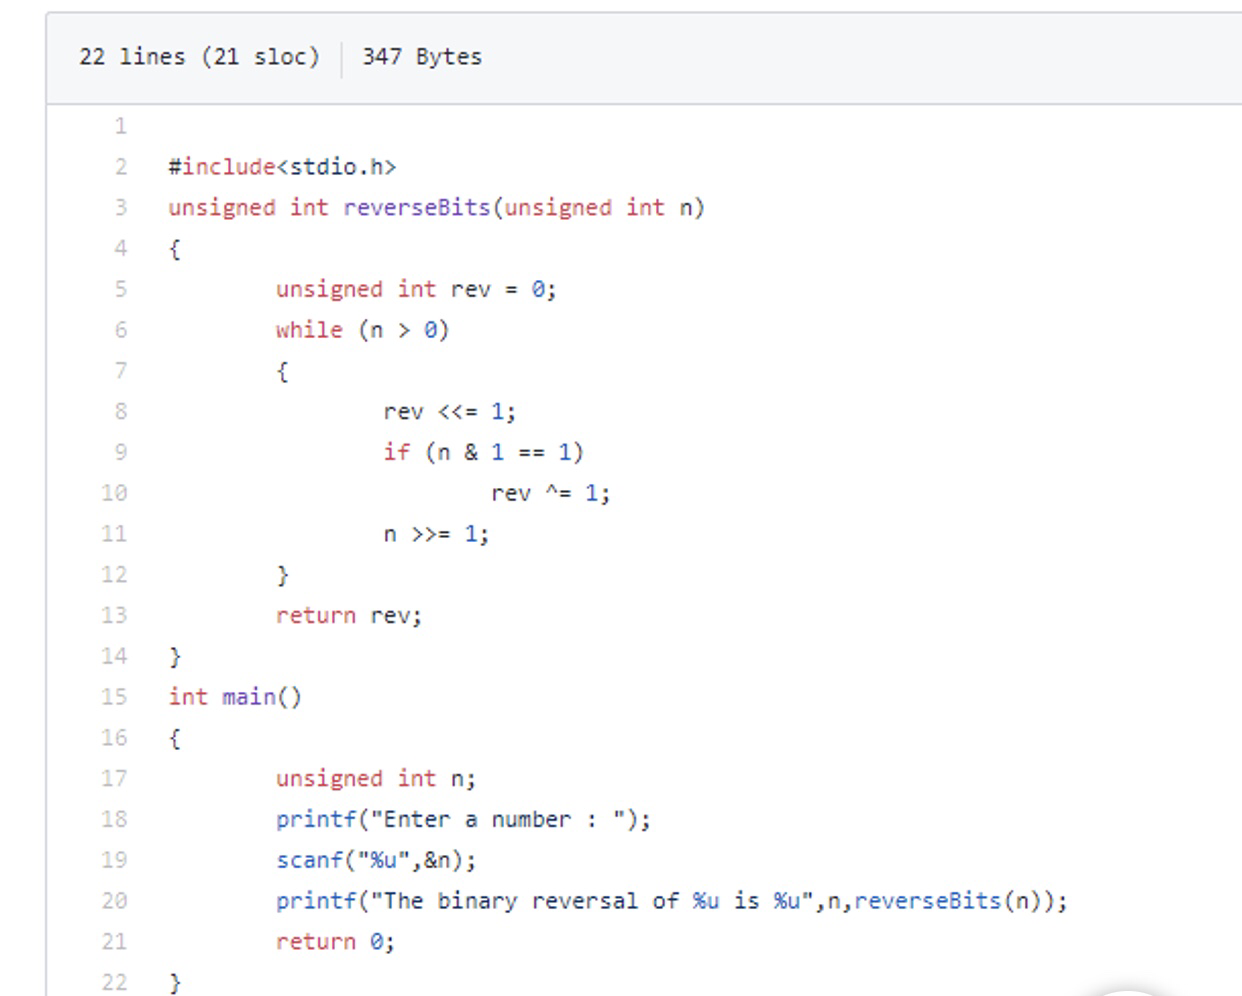 22 lines (21 sloc) 347 Bytes
1
2 #include<stdio.h>
3 unsigned int reverseBits(unsigned int n)
4 {
5         unsigned int rev = 0;
6         while (n > 0)
7         {
8                 rev <<= 1;
9                 if (n & 1 == 1)
10                         rev ^= 1;
11                 n >>= 1;
12         }
13         return rev;
14 }
15 int main()
16 {
17         unsigned int n;
18         printf("Enter a number : ");
19         scanf("%u",&n);
20         printf("The binary reversal of %u is %u",n,reverseBits(n));
21         return 0;
22 }